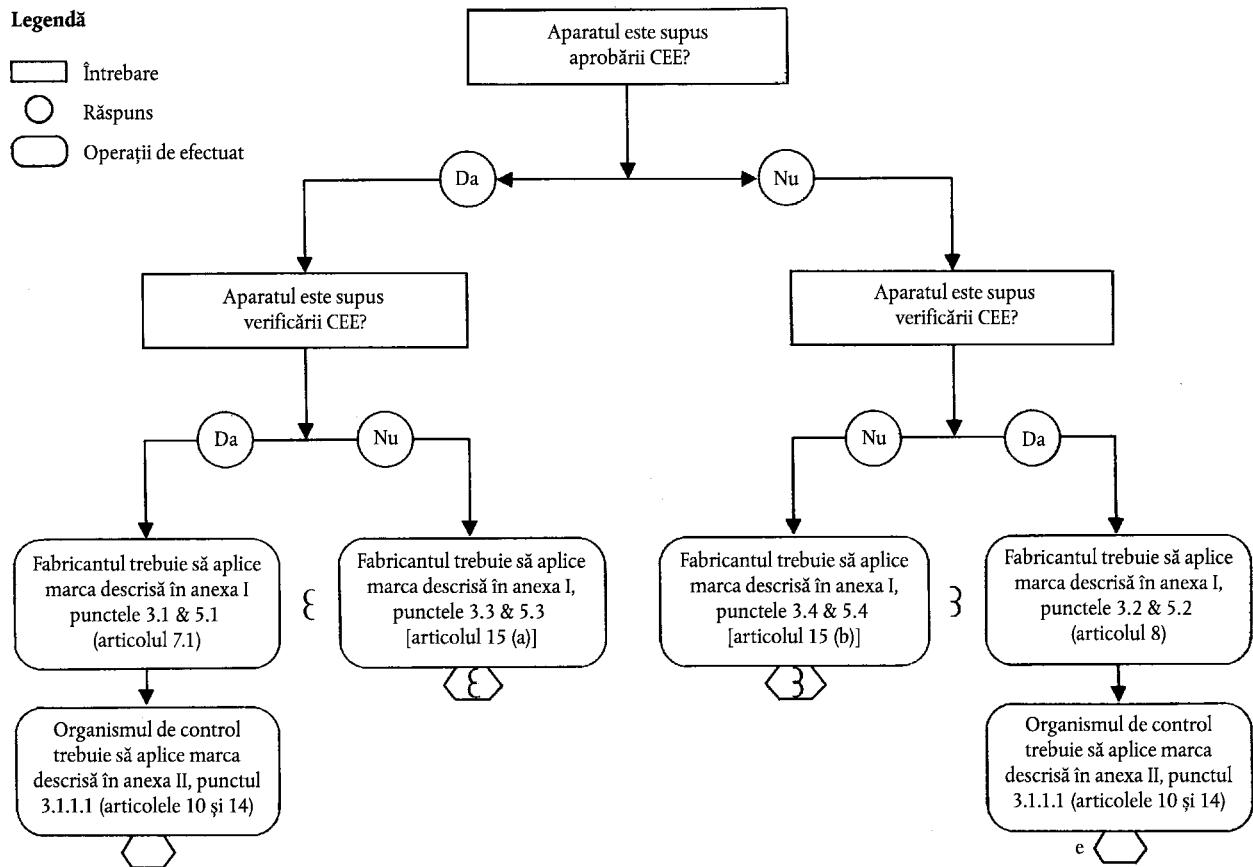 Legendă
Întrebare
Răspuns
Operații de efectuat
Aparatul este supus
aprobării CEE?
Da
Nu
Aparatul este supus
verificării CEE?
Aparatul este supus
verificării CEE?
Da
Nu
Nu
Da
Fabricantul trebuie să aplice
marca descrisă în anexa I
punctele 3.1 & 5.1
(articolul 7.1)
Fabricantul trebuie să aplice
marca descrisă în anexa I,
punctele 3.3 & 5.3
[articolul 15 (a)]
Fabricantul trebuie să aplice
marca descrisă în anexa I,
punctele 3.4 & 5.4
[articolul 15 (b)]
Fabricantul trebuie să aplice
marca descrisă în anexa I,
punctele 3.2 & 5.2
(articolul 8)
Organismul de control
trebuie să aplice marca
descrisă în anexa II, punctul
3.1.1.1 (articolele 10 și 14)
Organismul de control
trebuie să aplice marca
descrisă în anexa II, punctul
3.1.1.1 (articolele 10 și 14)
e